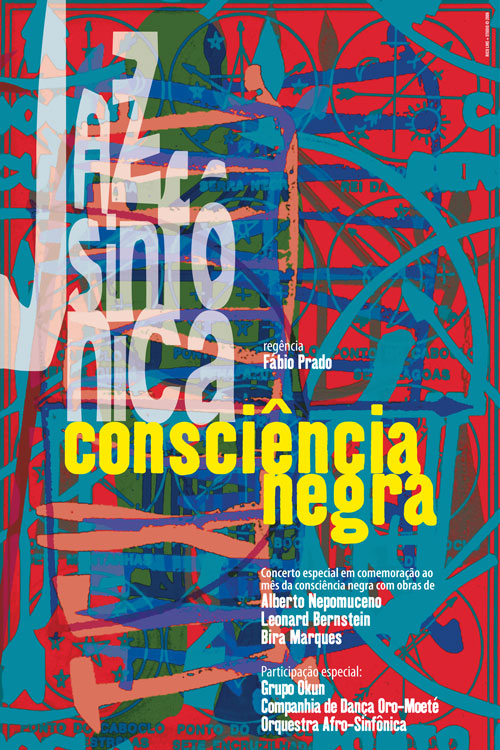 Jazz
sinfô
nica
regência
Fábio Prado
consciência
negra
Concerto especial em comemoração ao
mês da consciência negra com obras de
Alberto Nepomuceno
Leonard Bernstein
Bira Marques
Participação especial:
Grupo Okun
Companhia de Dança Oro-Moeté
Orquestra Afro-Sinfônica